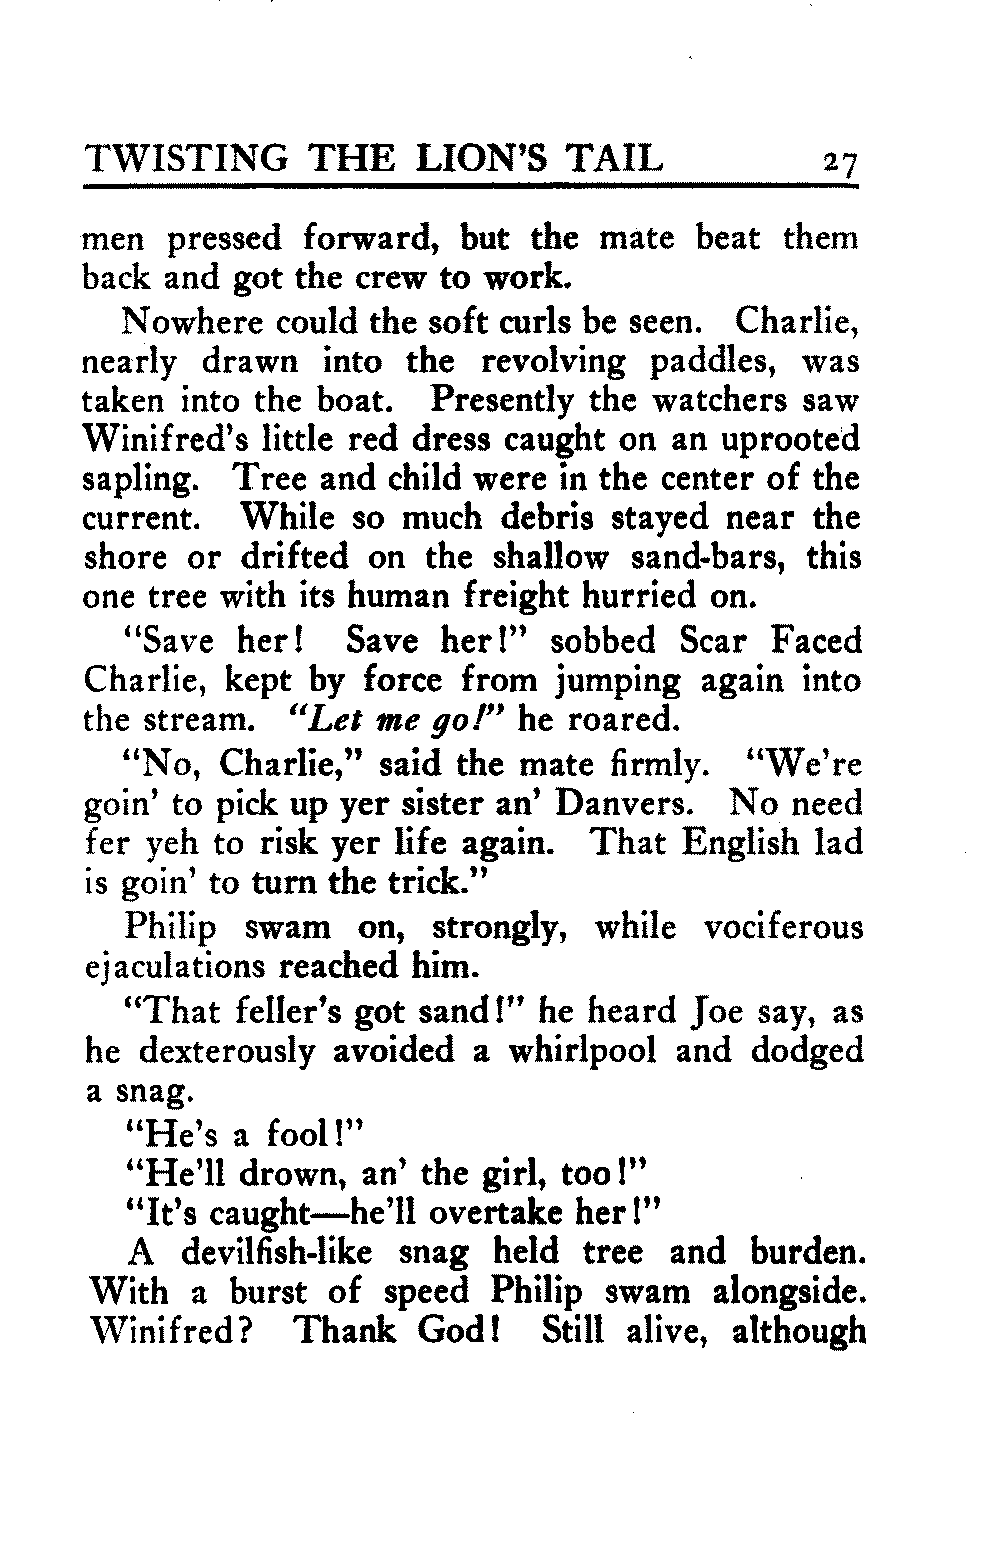 TWISTING THE LION'S TAIL 27
men pressed forward, but the mate beat them
back and got the crew to work.
Nowhere could the soft curls be seen. Charlie,
nearly drawn into the revolving paddles, was
taken into the boat. Presently the watchers saw
Winifred's little red dress caught on an uprooted
sapling. Tree and child were in the center of the
current. While so much debris stayed near the
shore or drifted on the shallow sand-bars, this
one tree with its human freight hurried on.
"Save her! Save her!" sobbed Scar Faced
Charlie, kept by force from jumping again into
the stream. "Let me go!" he roared.
"No, Charlie," said the mate firmly. "We're
goin' to pick up yer sister an' Danvers. No need
fer yeh to risk yer life again. That English lad
is goin' to turn the trick."
Philip swam on, strongly, while vociferous
ejaculations reached him.
"That feller's got sand!" he heard Joe say, as
he dexterously avoided a whirlpool and dodged
a snag.
"He's a fool!"
"He'll drown, an' the girl, too!"
"It's caught—he'll overtake her!"
A devilfish-like snag held tree and burden.
With a burst of speed Philip swam alongside.
Winifred? Thank God! Still alive, although